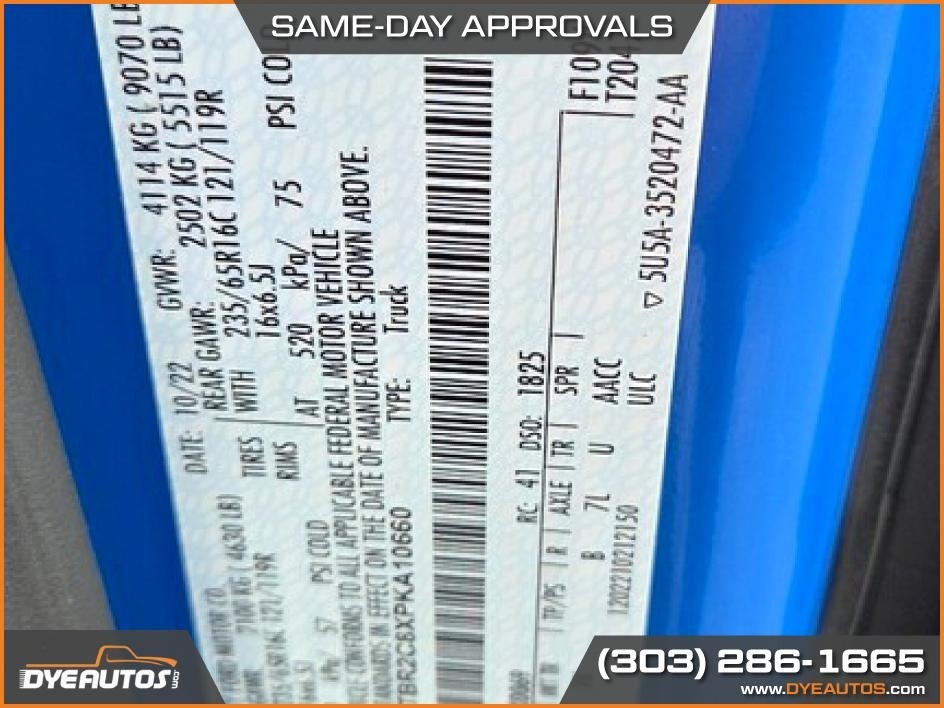 SAME-DAY APPROVALS
DATE: 10/22 GVWR: 4114 KG ( 9070 LB
4630 LB) REAR GAWR: 2502 KG ( 5515 LB)
121/119R TIRES WITH 235/65R16C 121/119R
RIMS 16x6.5J
57 PSI COLD AT 520 kPa/ 75 PSI COLD
CONFORMS TO ALL APPLICABLE FEDERAL MOTOR VEHICLE
IN EFFECT ON THE DATE OF MANUFACTURE SHOWN ABOVE.
PKA10660 TYPE: Truck
F109
T204
RC: 41 DSO: 1825
TP/PS R AXLE TR SPR
B 7L U AACC
1202210212150 ULC
▽ 5U5A-3520472-AA
DYEAUTOS.com
(303) 286-1665
www.DYEAUTOS.com